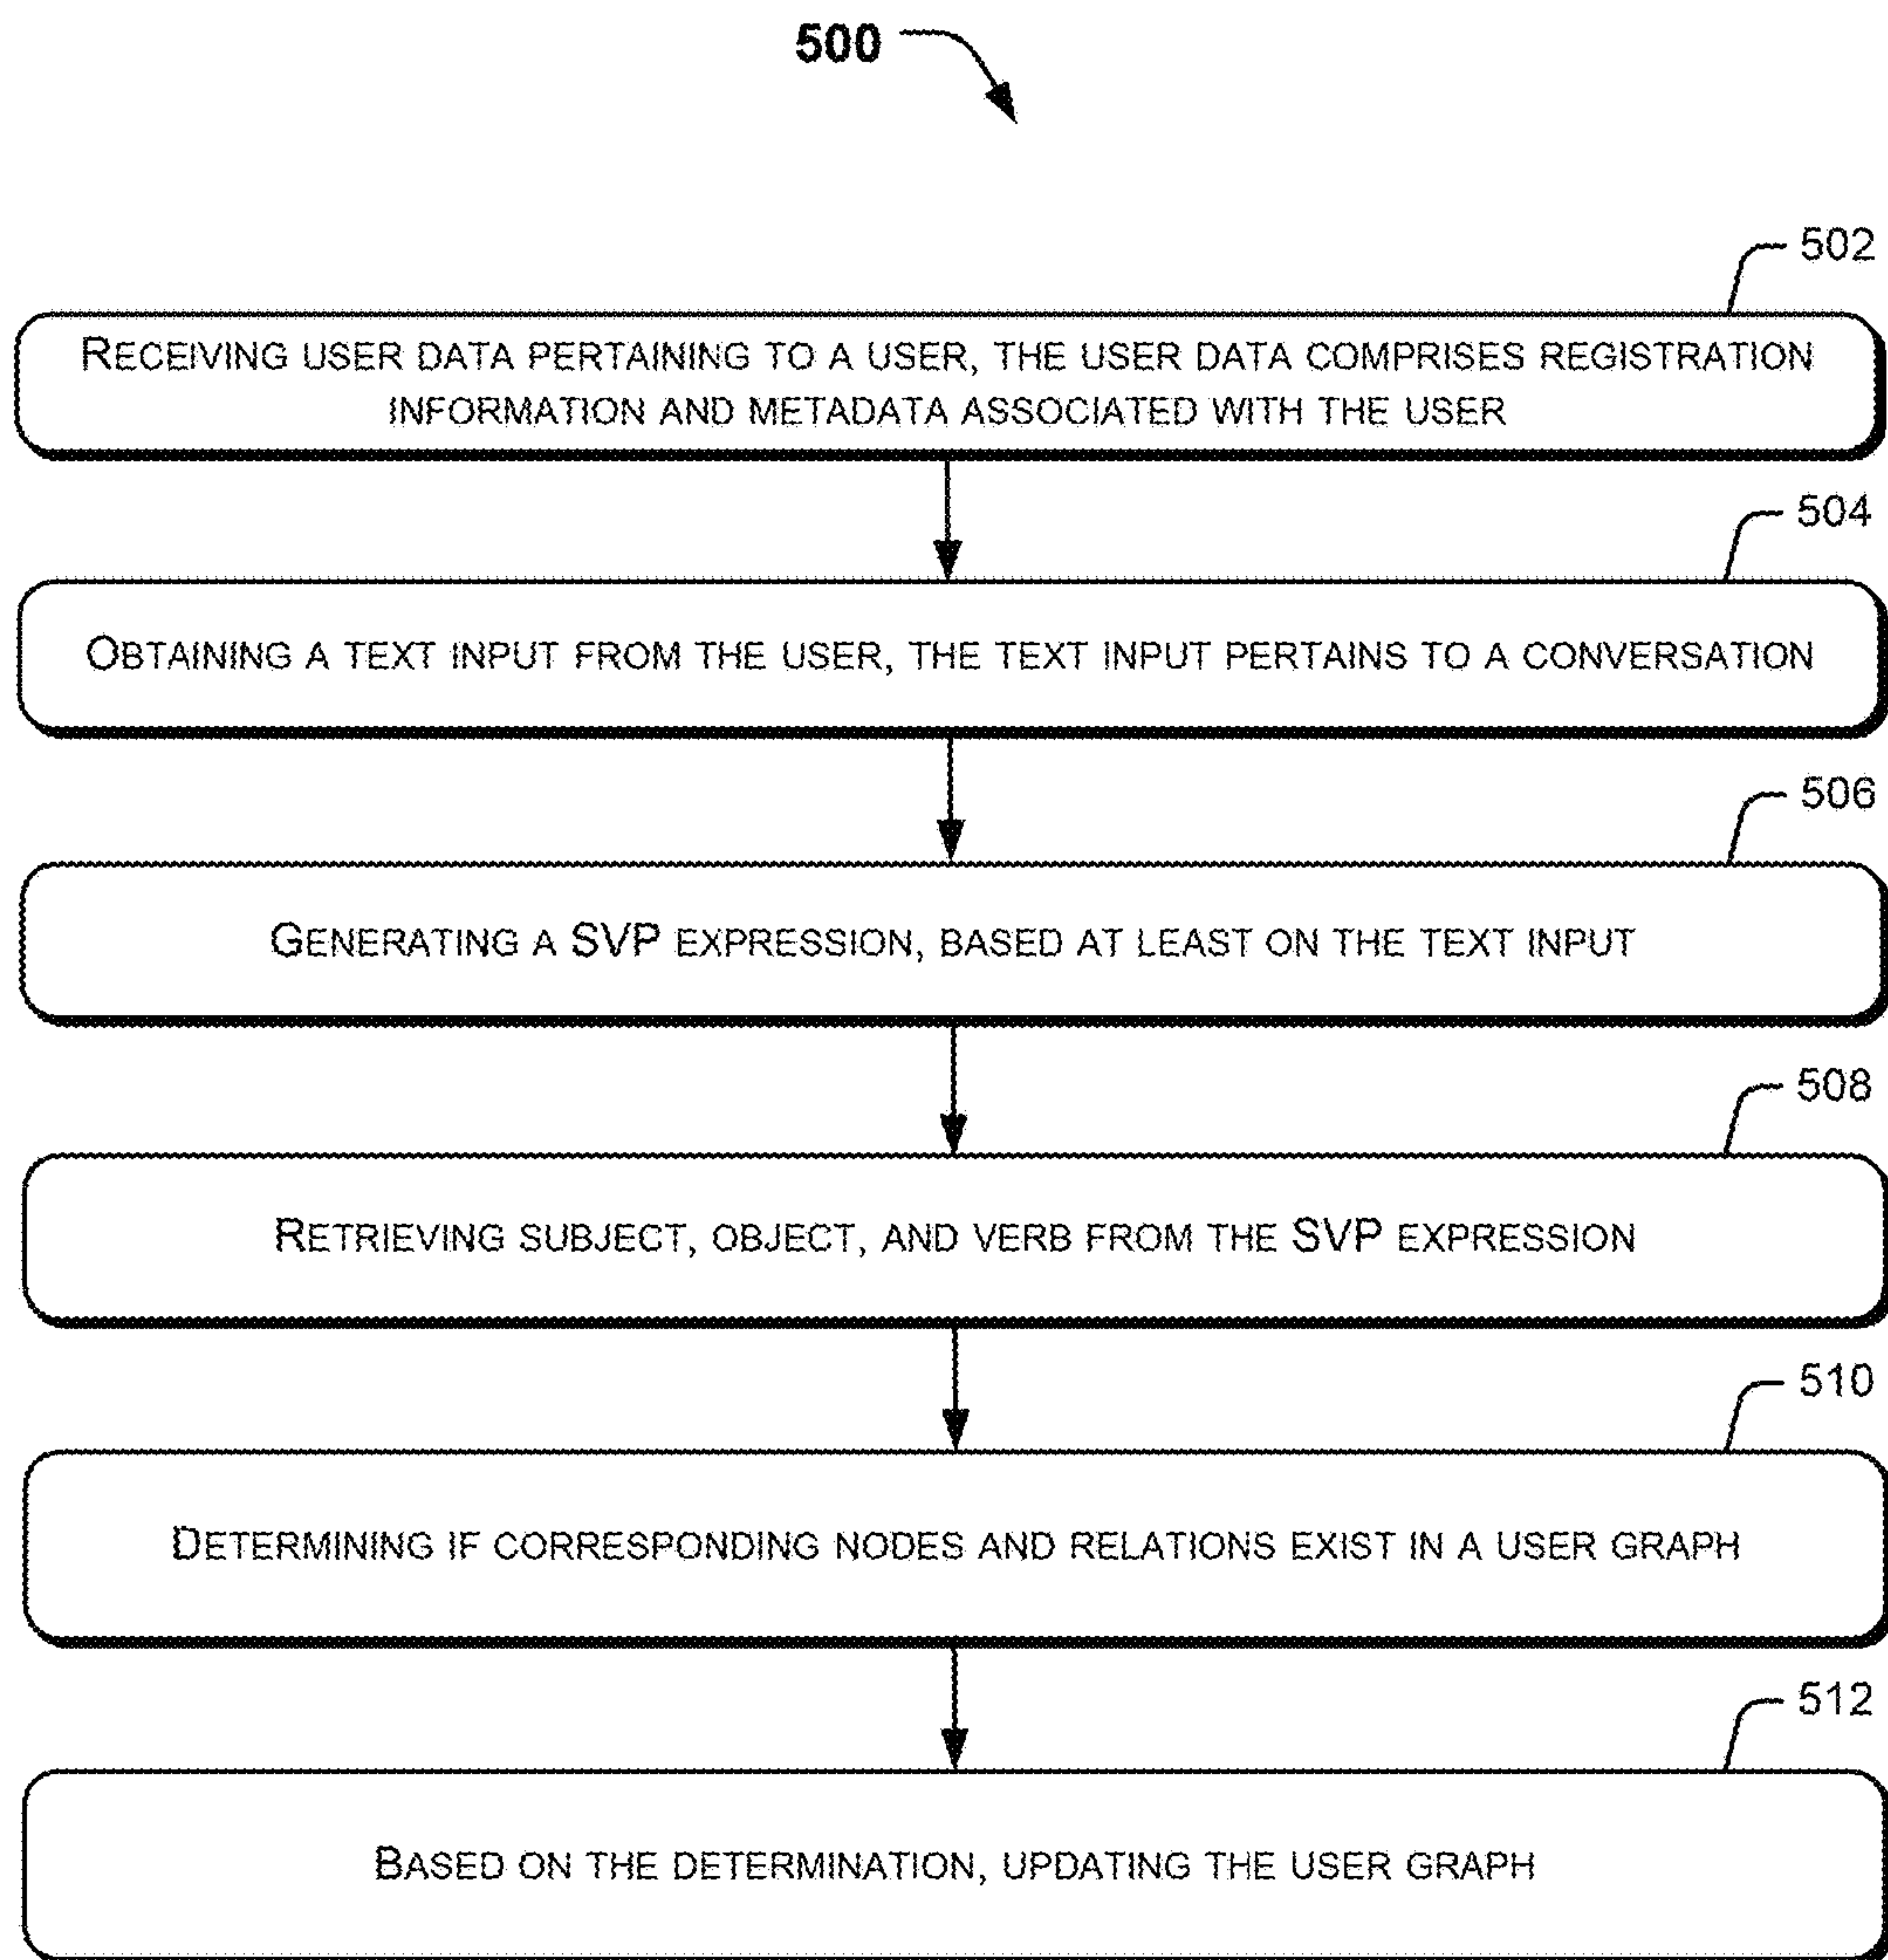 500
502
RECEIVING USER DATA PERTAINING TO A USER, THE USER DATA COMPRISES REGISTRATION
INFORMATION AND METADATA ASSOCIATED WITH THE USER
504
OBTAINING A TEXT INPUT FROM THE USER, THE TEXT INPUT PERTAINS TO A CONVERSATION
506
GENERATING A SVP EXPRESSION, BASED AT LEAST ON THE TEXT INPUT
508
RETRIEVING SUBJECT, OBJECT, AND VERB FROM THE SVP EXPRESSION
510
DETERMINING IF CORRESPONDING NODES AND RELATIONS EXIST IN A USER GRAPH
512
BASED ON THE DETERMINATION, UPDATING THE USER GRAPH